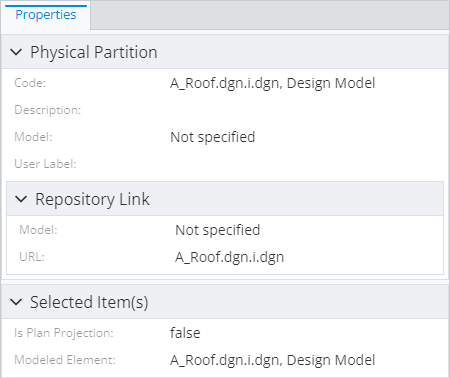 Properties
Physical Partition
Code: A_Roof.dgn.i.dgn, Design Model
Description:
Model: Not specified
User Label:
Repository Link
Model: Not specified
URL: A_Roof.dgn.i.dgn
Selected Item(s)
Is Plan Projection: false
Modeled Element: A_Roof.dgn.i.dgn, Design Model